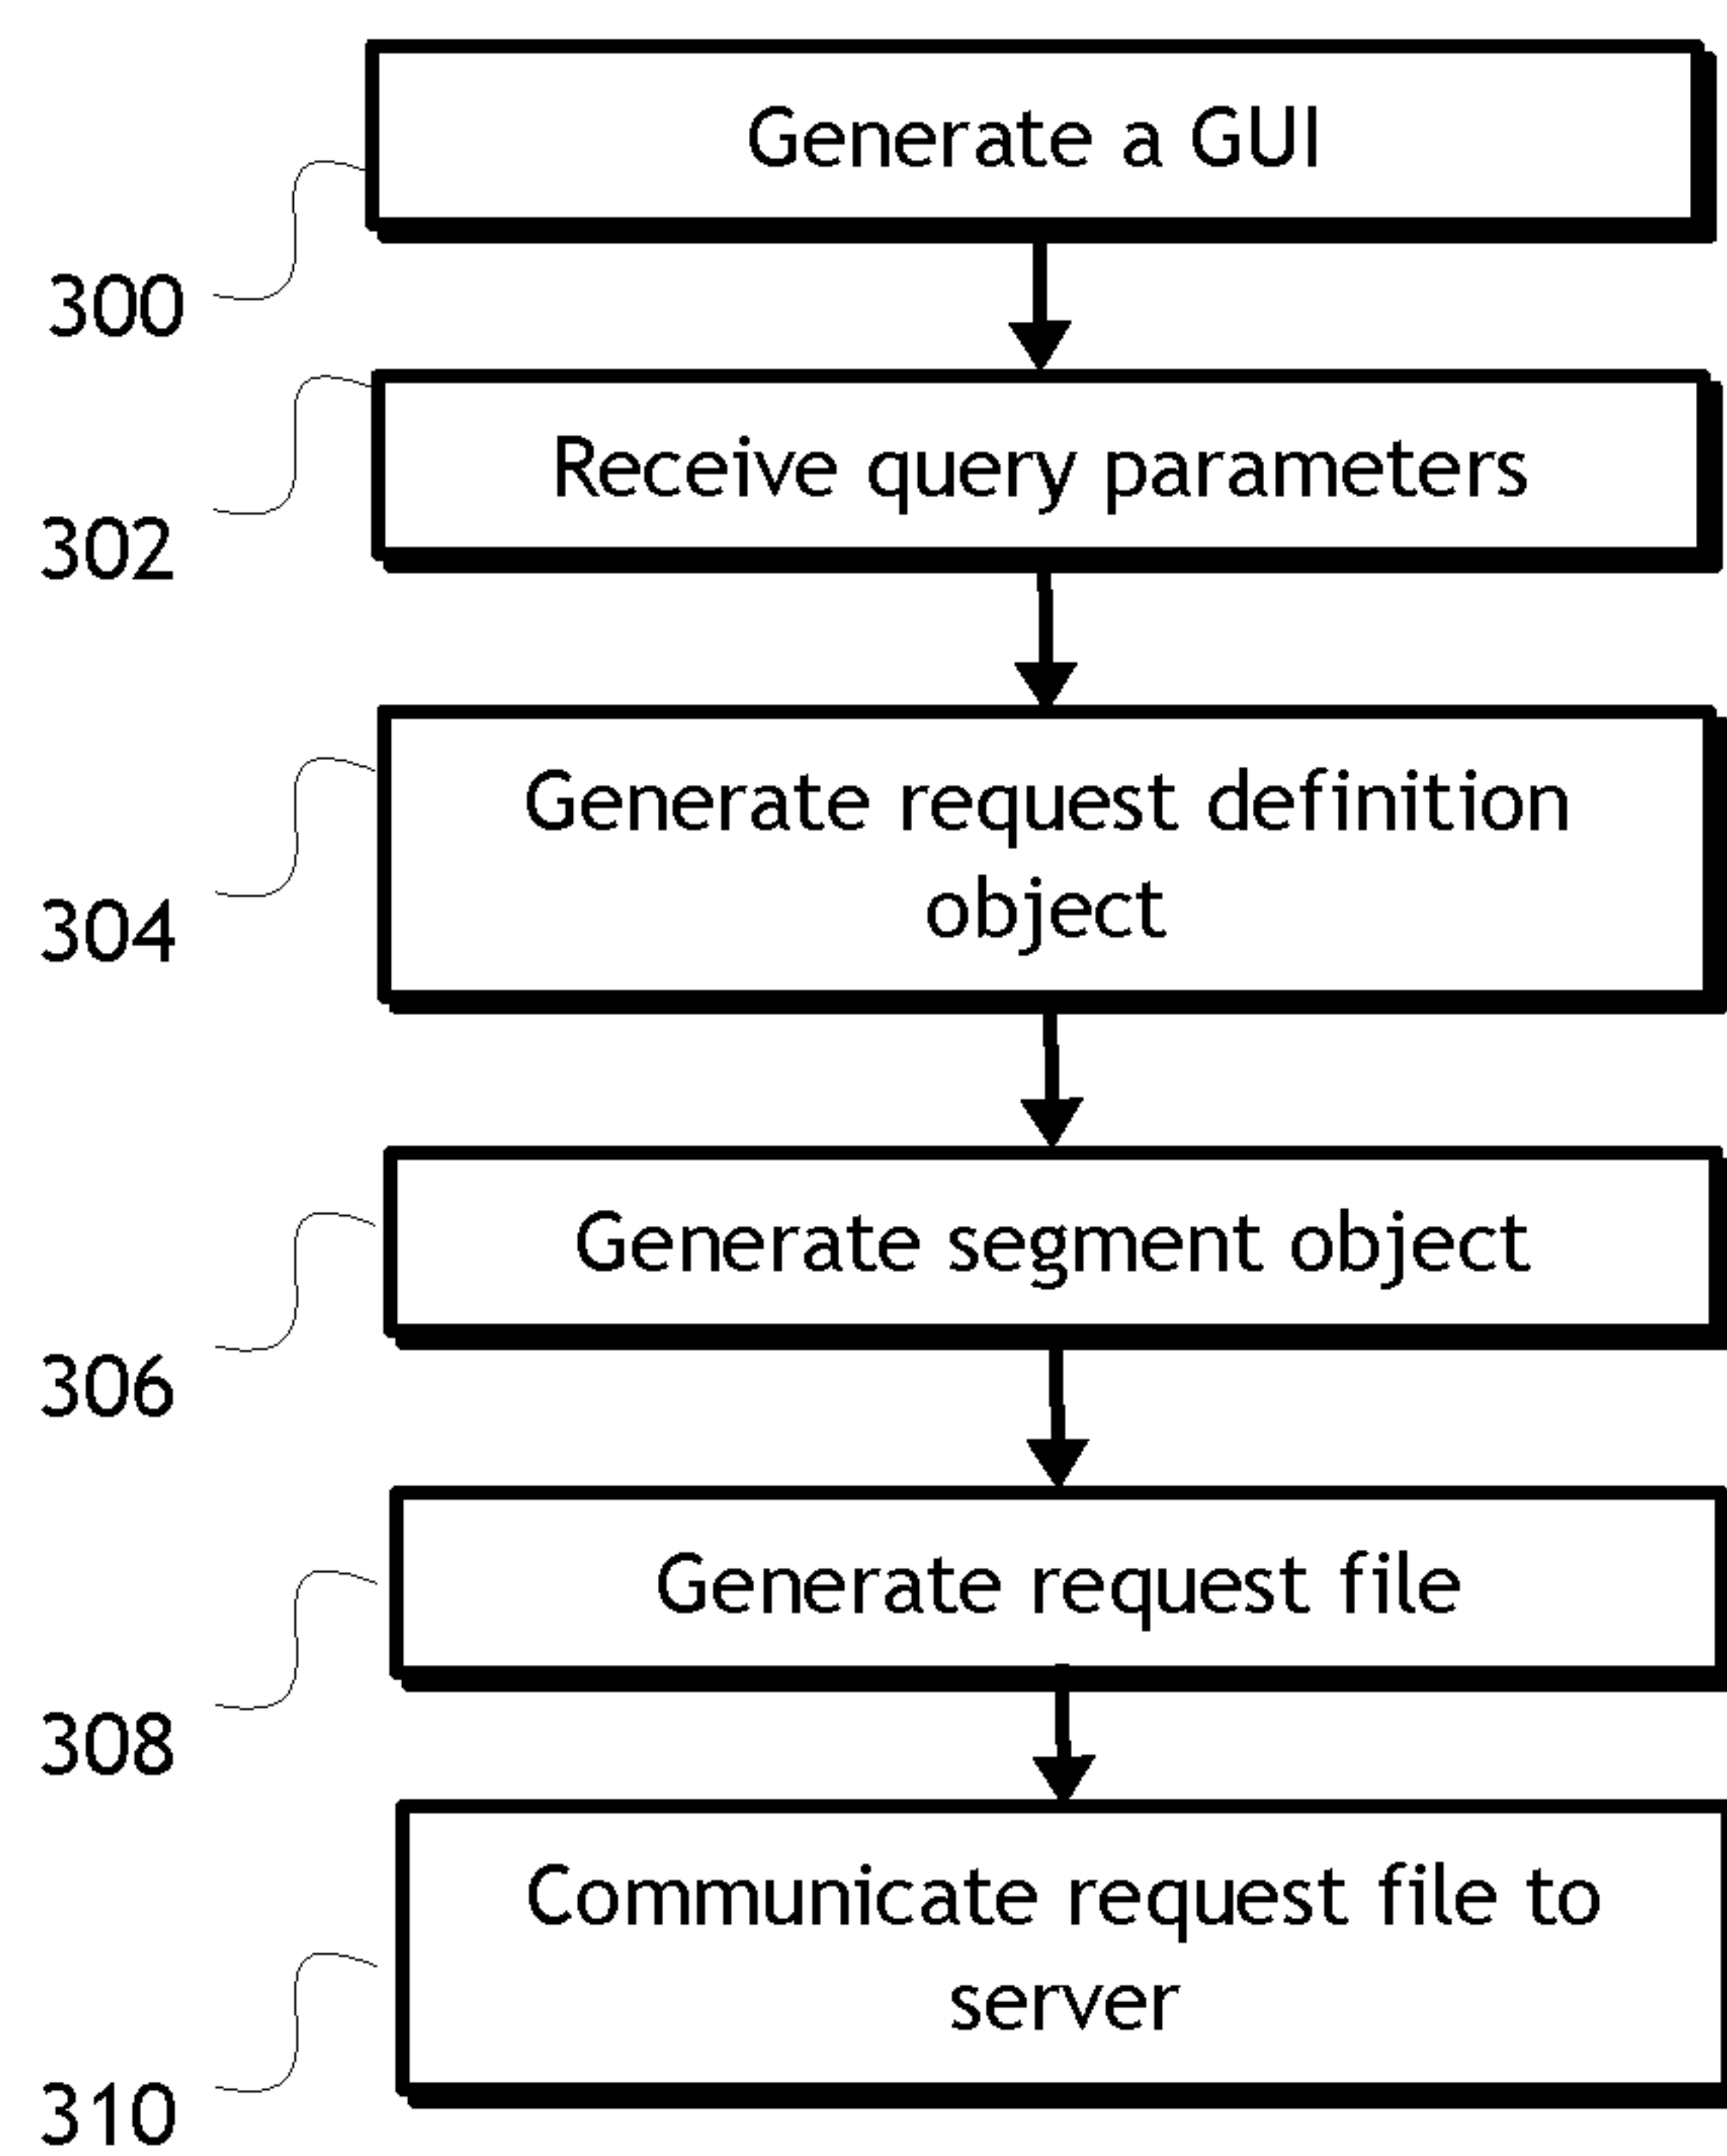 Generate a GUI
300
Receive query parameters
302
Generate request definition
object
304
Generate segment object
306
Generate request file
308
Communicate request file to
server
310